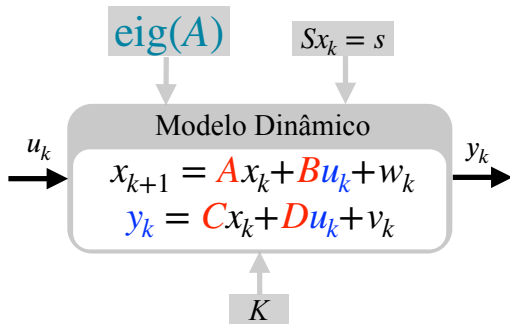 eig(A)
Sx_k = s
Modelo Dinâmico
u_k
y_k
x_{k+1} = Ax_k+Bu_k+w_k
y_k = Cx_k+Du_k+v_k
K